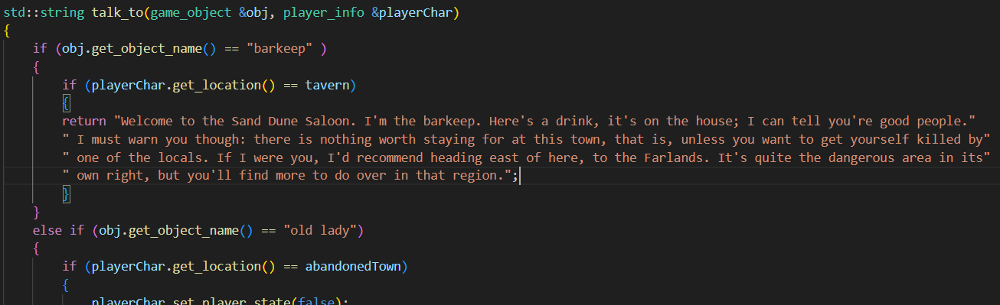 std::string talk_to(game_object &obj, player_info &playerChar)
{
    if (obj.get_object_name() == "barkeep" )
    {
        if (playerChar.get_location() == tavern)
        {
        return "Welcome to the Sand Dune Saloon. I'm the barkeep. Here's a drink, it's on the house; I can tell you're good people."
        " I must warn you though: there is nothing worth staying for at this town, that is, unless you want to get yourself killed by"
        " one of the locals. If I were you, I'd recommend heading east of here, to the Farlands. It's quite the dangerous area in its"
        " own right, but you'll find more to do over in that region.";
        }
    }
    else if (obj.get_object_name() == "old lady")
    {
        if (playerChar.get_location() == abandonedTown)
        {
            playerChar.set_player_state(false);